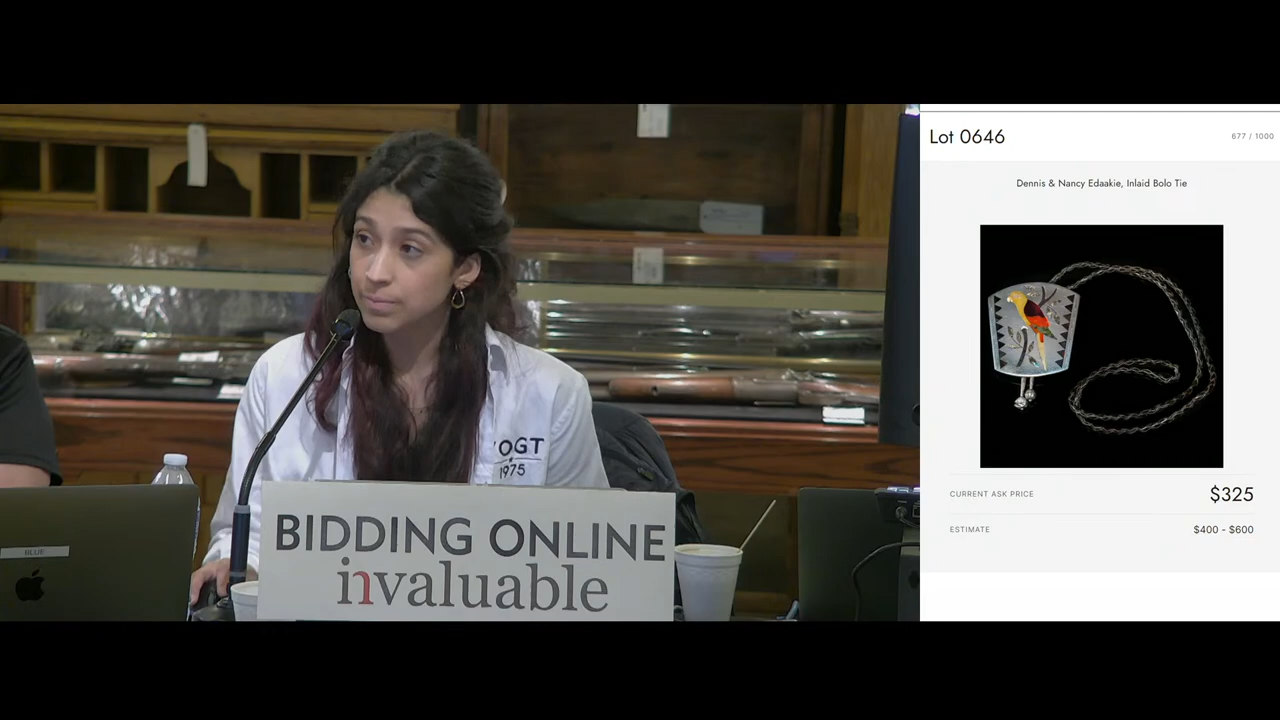 Lot 0646
677 / 1000
Dennis & Nancy Edaakie, Inlaid Bolo Tie
CURRENT ASK PRICE
$325
ESTIMATE
$400 - $600
OGT
1975
BIDDING ONLINE
invaluable
BLUE